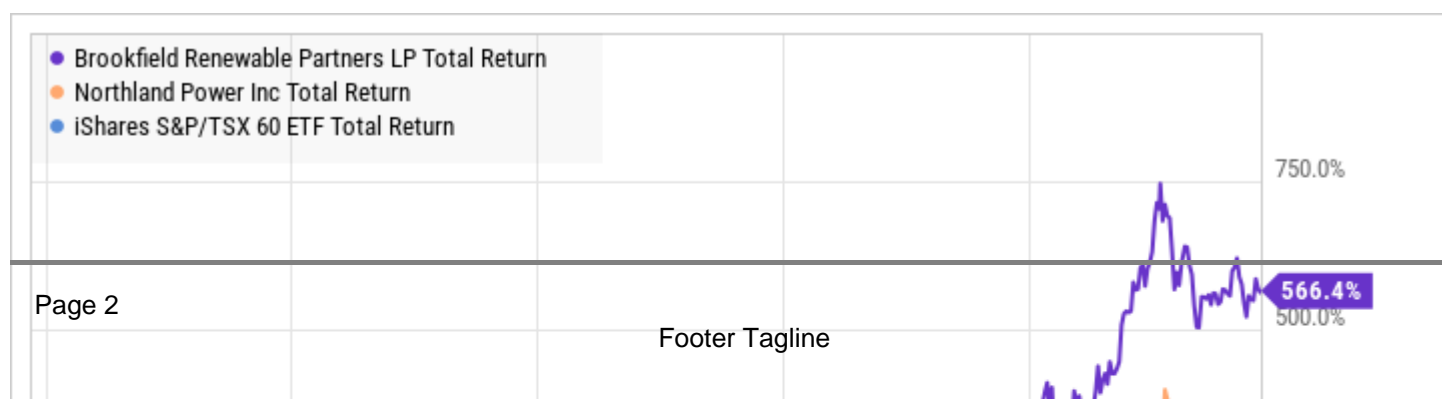 Brookfield Renewable Partners LP Total Return
Northland Power Inc Total Return
iShares S&P/TSX 60 ETF Total Return
750.0%
566.4%
500.0%
Page 2
Footer Tagline